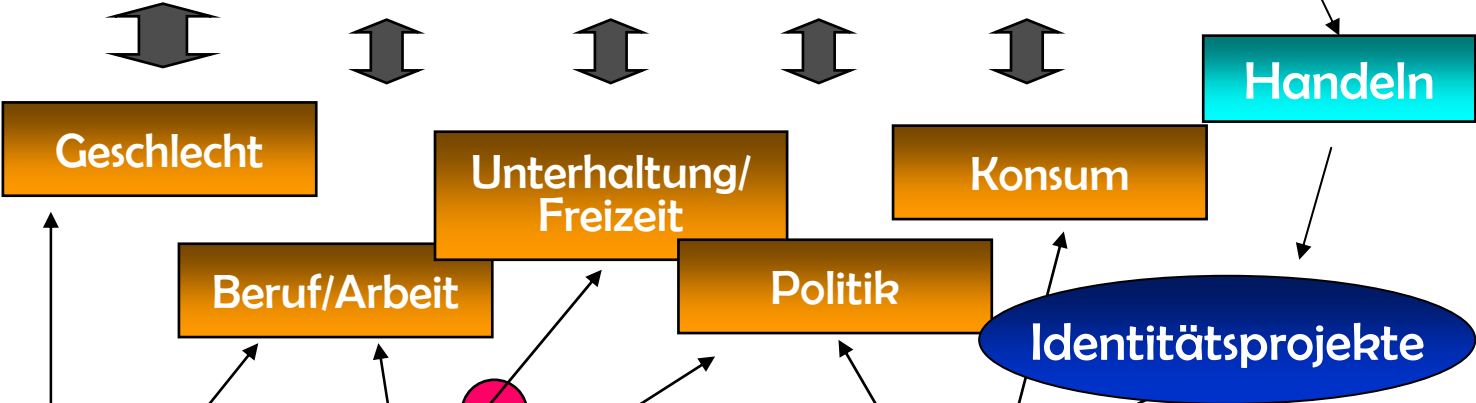 Handeln
Geschlecht
Unterhaltung/
Freizeit
Konsum
Beruf/Arbeit
Politik
Identitätsprojekte